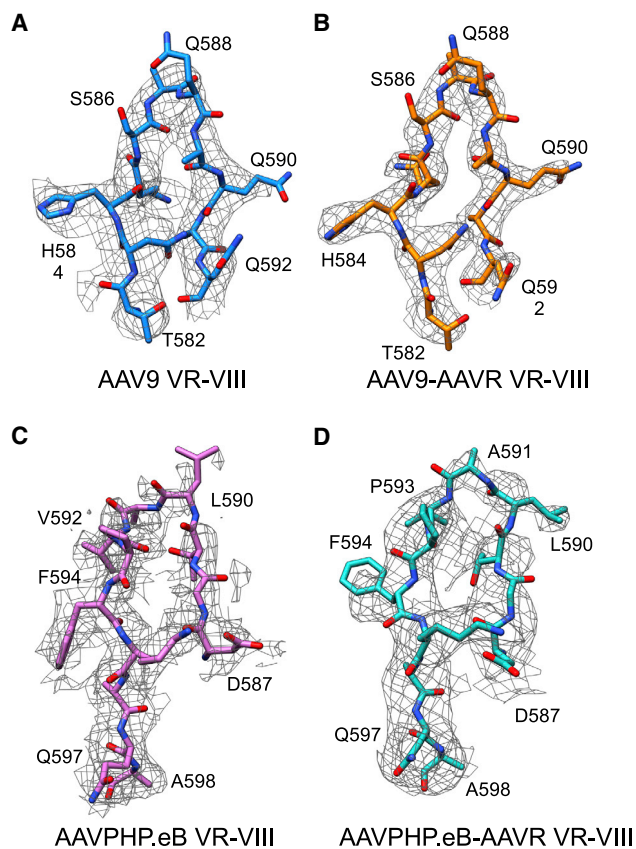 A
Q588
S586
Q590
H58
4
Q592
T582
AAV9 VR-VIII
B
Q588
S586
Q590
H584
Q59
2
T582
AAV9-AAVR VR-VIII
C
L590
V592
F594
D587
Q597
A598
AAVPHP.eB VR-VIII
D
A591
P593
F594
L590
D587
Q597
A598
AAVPHP.eB-AAVR VR-VIII